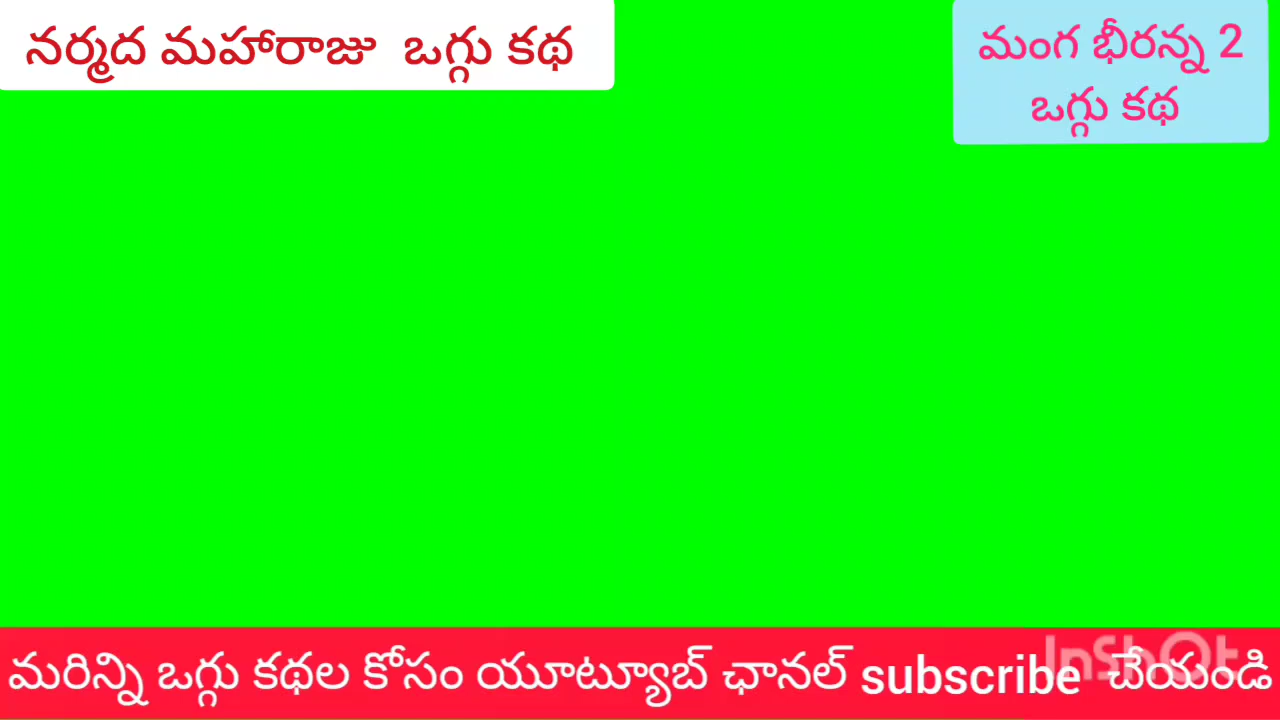 నర్మద మహారాజు ఒగ్గు కథ
మంగ భీరన్న 2
ఒగ్గు కథ
మరిన్ని ఒగ్గు కథల కోసం యూట్యూబ్ ఛానల్ subscribe చేయండి
InShOt